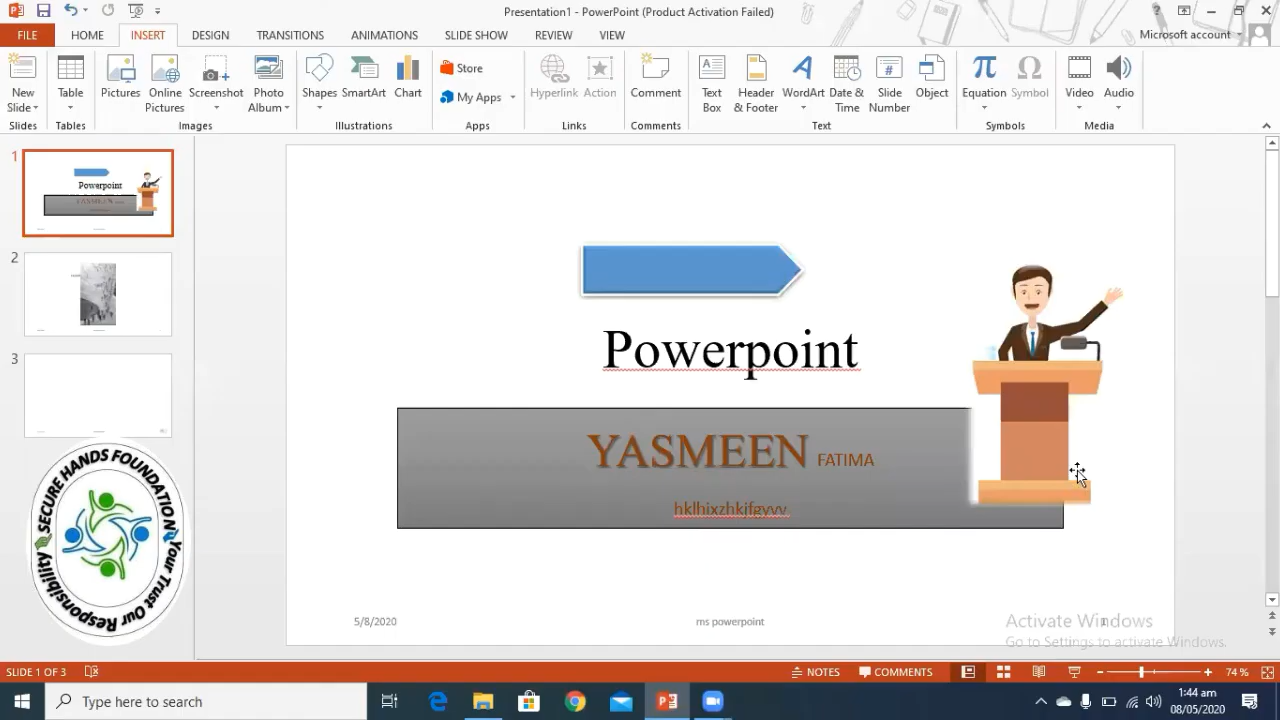 Presentation1 - PowerPoint (Product Activation Failed)
?
FILE HOME INSERT DESIGN TRANSITIONS ANIMATIONS SLIDE SHOW REVIEW VIEW
Microsoft account
New Slide
Table
Pictures
Online Pictures
Screenshot
Photo Album
Shapes
SmartArt
Chart
Store
My Apps
Hyperlink
Action
Comment
Text Box
Header & Footer
WordArt
Date & Time
Slide Number
Object
Equation
Symbol
Video
Audio
Slides Tables Images Illustrations Apps Links Comments Text Symbols Media
1
Powerpoint
YASMEEN
2
3
SECURE HANDS FOUNDATION
Your Trust Our Responsibility
Powerpoint
YASMEEN FATIMA
hklhixzhkjfgyvv
5/8/2020
ms powerpoint
1
Activate Windows
Go to Settings to activate Windows.
SLIDE 1 OF 3
NOTES
COMMENTS
74 %
Type here to search
1:44 am
08/05/2020